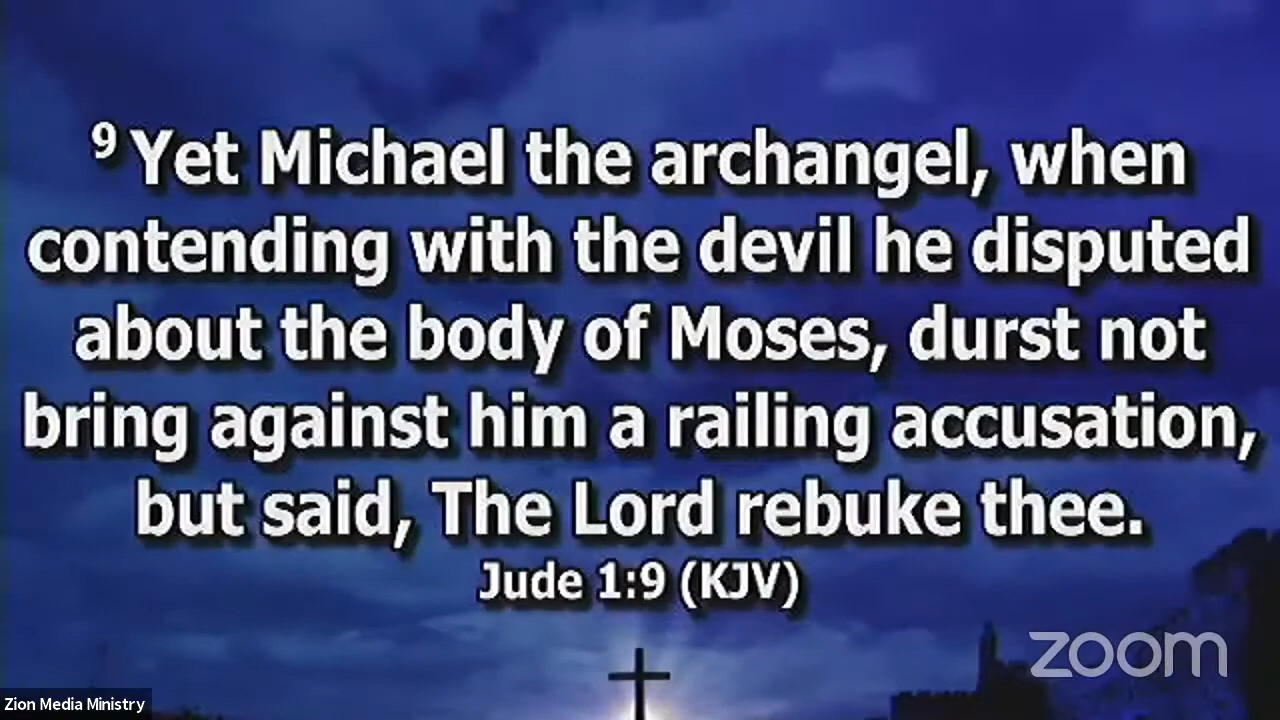 9 Yet Michael the archangel, when
contending with the devil he disputed
about the body of Moses, durst not
bring against him a railing accusation,
but said, The Lord rebuke thee.
Jude 1:9 (KJV)
zoom
Zion Media Ministry